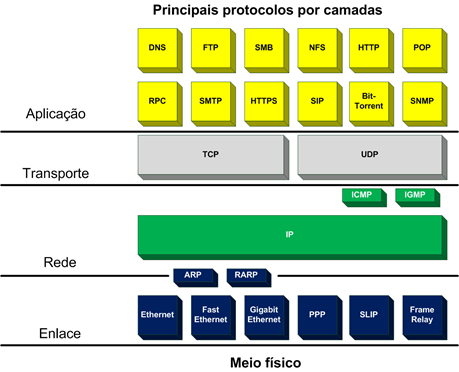 Principais protocolos por camadas
DNS FTP SMB NFS HTTP POP
RPC SMTP HTTPS SIP Bit-
Torrent SNMP
Aplicação
TCP UDP
Transporte
ICMP IGMP
IP
Rede
ARP RARP
Ethernet Fast
Ethernet Gigabit
Ethernet PPP SLIP Frame
Relay
Enlace
Meio físico